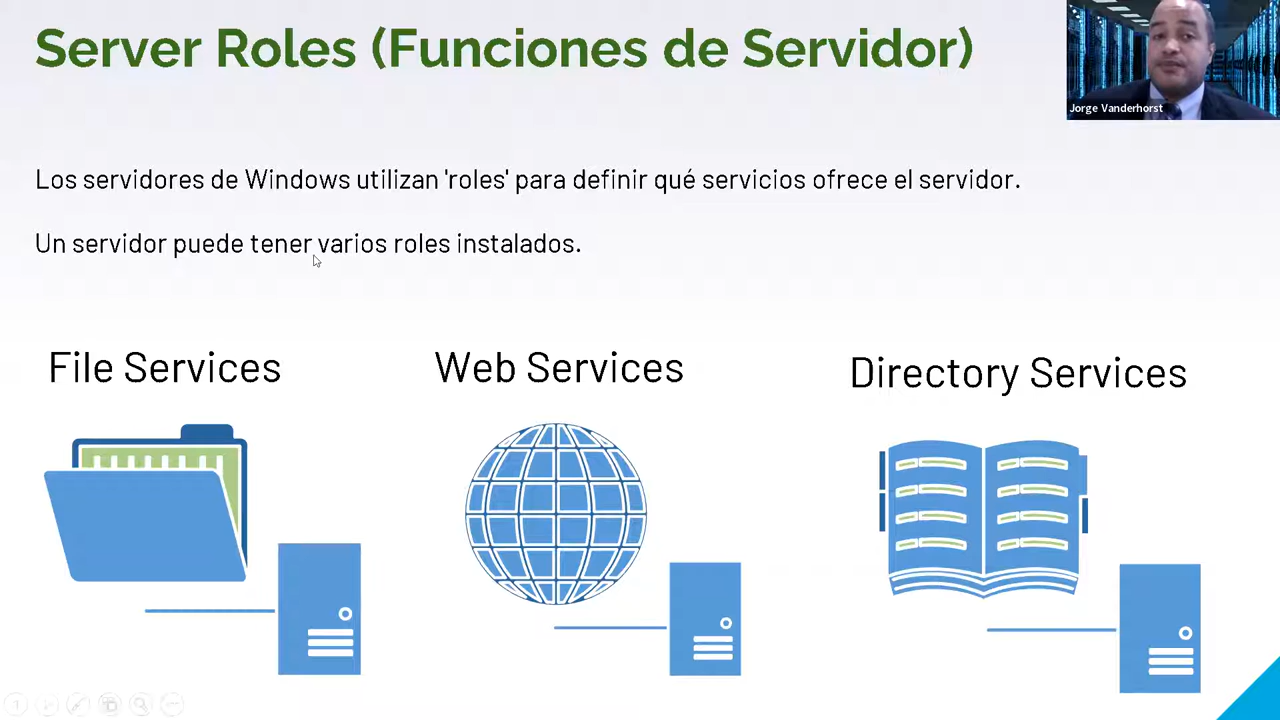 Server Roles (Funciones de Servidor)
Jorge Vanderhorst
Los servidores de Windows utilizan 'roles' para definir qué servicios ofrece el servidor.
Un servidor puede tener varios roles instalados.
File Services
Web Services
Directory Services